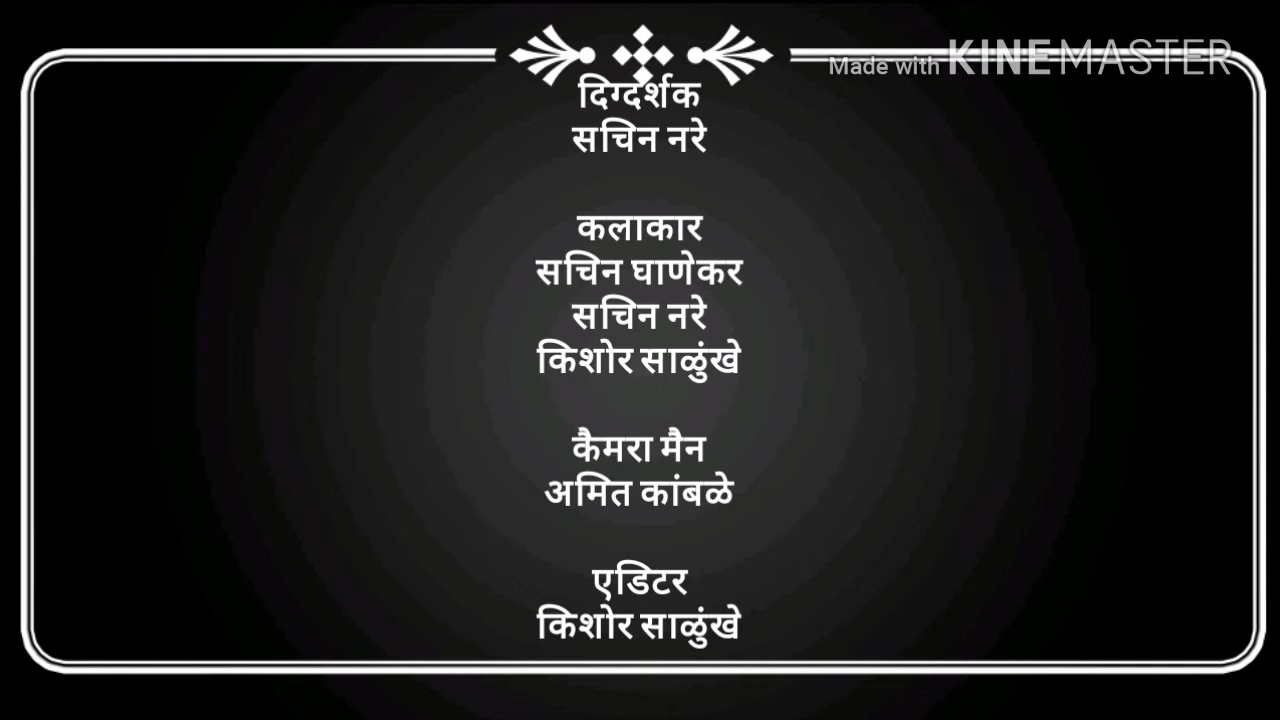 Made with KINEMASTER
दिग्दर्शक
सचिन नरे
कलाकार
सचिन घाणेकर
सचिन नरे
किशोर साळुंखे
कैमरा मैन
अमित कांबळे
एडिटर
किशोर साळुंखे